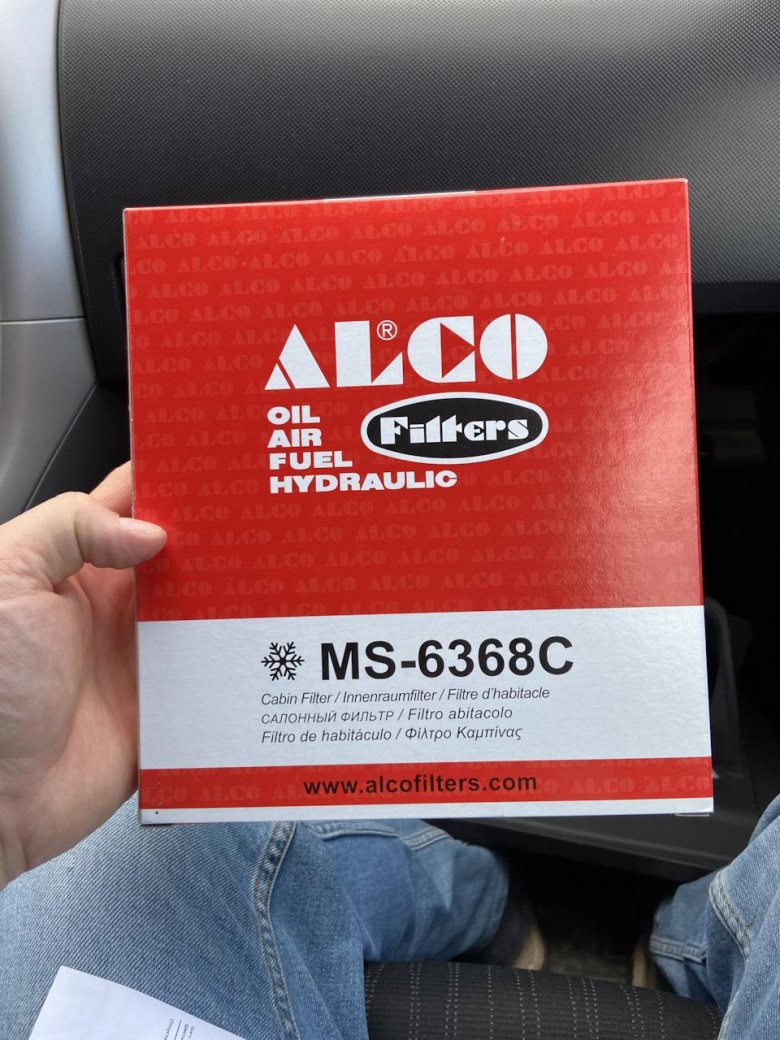 ALCO®
OIL
AIR
FUEL
HYDRAULIC
Filters
MS-6368C
Cabin Filter / Innenraumfilter / Filtre d'habitacle
САЛОННЫЙ ФИЛЬТР / Filtro abitacolo
Filtro de habitáculo / Φίλτρο Καμπίνας
www.alcofilters.com